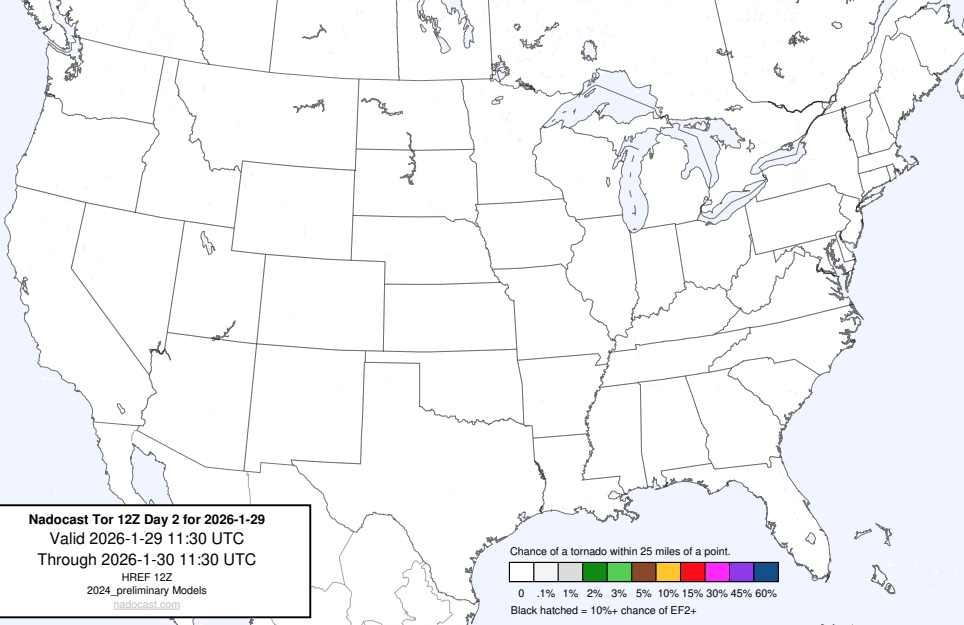 Nadocast Tor 12Z Day 2 for 2026-1-29
Valid 2026-1-29 11:30 UTC
Through 2026-1-30 11:30 UTC
HREF 12Z
2024_preliminary Models
nadocast.com
Chance of a tornado within 25 miles of a point.
0 .1% 1% 2% 3% 5% 10% 15% 30% 45% 60%
Black hatched = 10%+ chance of EF2+